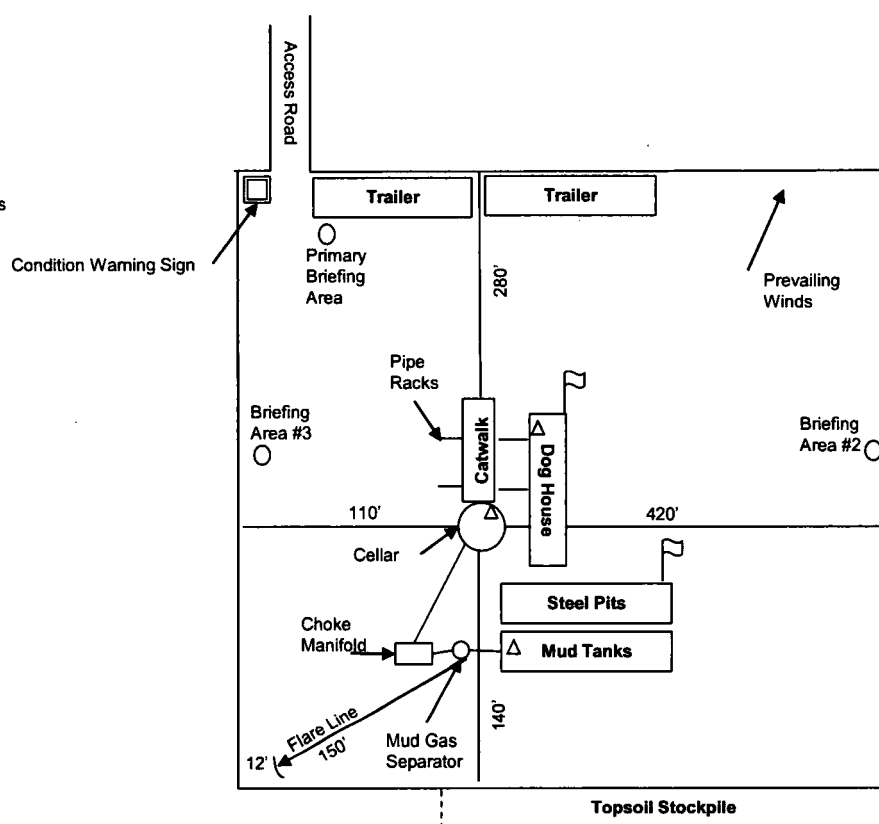 Access Road
s
Trailer
Trailer
Condition Warning Sign
Primary
Briefing
Area
280'
Prevailing
Winds
Pipe
Racks
Briefing
Area #3
Catwalk
Dog House
Briefing
Area #2
110'
420'
Cellar
Steel Pits
Choke
Manifold
Mud Tanks
140'
Flare Line
150'
12'
Mud Gas
Separator
Topsoil Stockpile